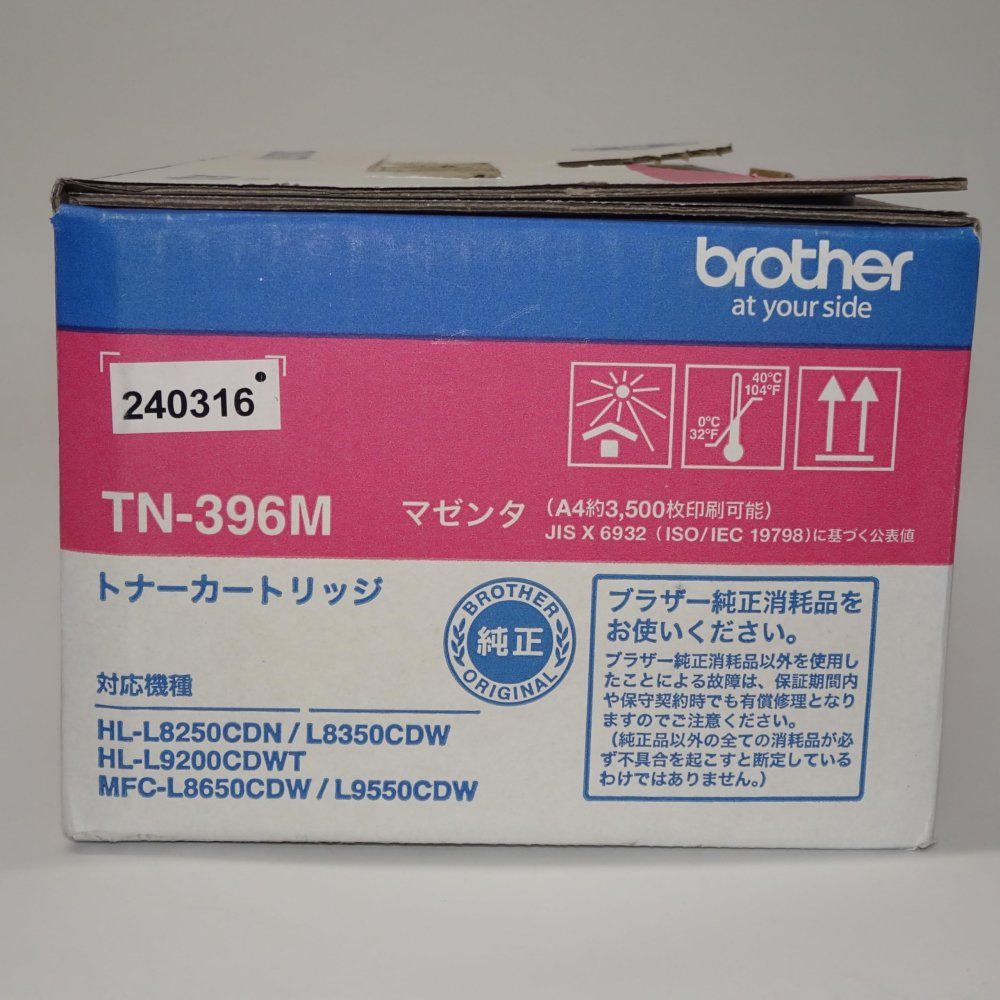 brother
at your side
240316
40°C
104°F
0°C
32°F
TN-396M マゼンタ (A4約3,500枚印刷可能)
JIS X 6932 (ISO/IEC 19798)に基づく公表値
トナーカートリッジ
BROTHER
純正
ORIGINAL
対応機種
HL-L8250CDN / L8350CDW
HL-L9200CDWT
MFC-L8650CDW / L9550CDW
ブラザー純正消耗品を
お使いください。
ブラザー純正消耗品以外を使用し
たことによる故障は、保証期間内
や保守契約時でも有償修理となり
ますのでご注意ください。
(純正品以外の全ての消耗品が必
ず不具合を起こすと断定している
わけではありません。)